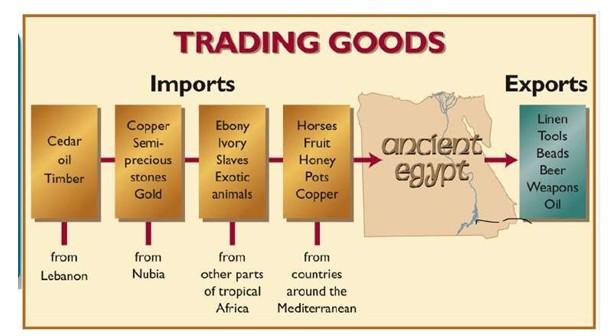 TRADING GOODS
Imports
Exports
Cedar
oil
Timber
Copper
Semi-
precious
stones
Gold
Ebony
Ivory
Slaves
Exotic
animals
Horses
Fruit
Honey
Pots
Copper
ancient
egypt
Linen
Tools
Beads
Beer
Weapons
Oil
from
Lebanon
from
Nubia
from
other parts
of tropical
Africa
from
countries
around the
Mediterranean